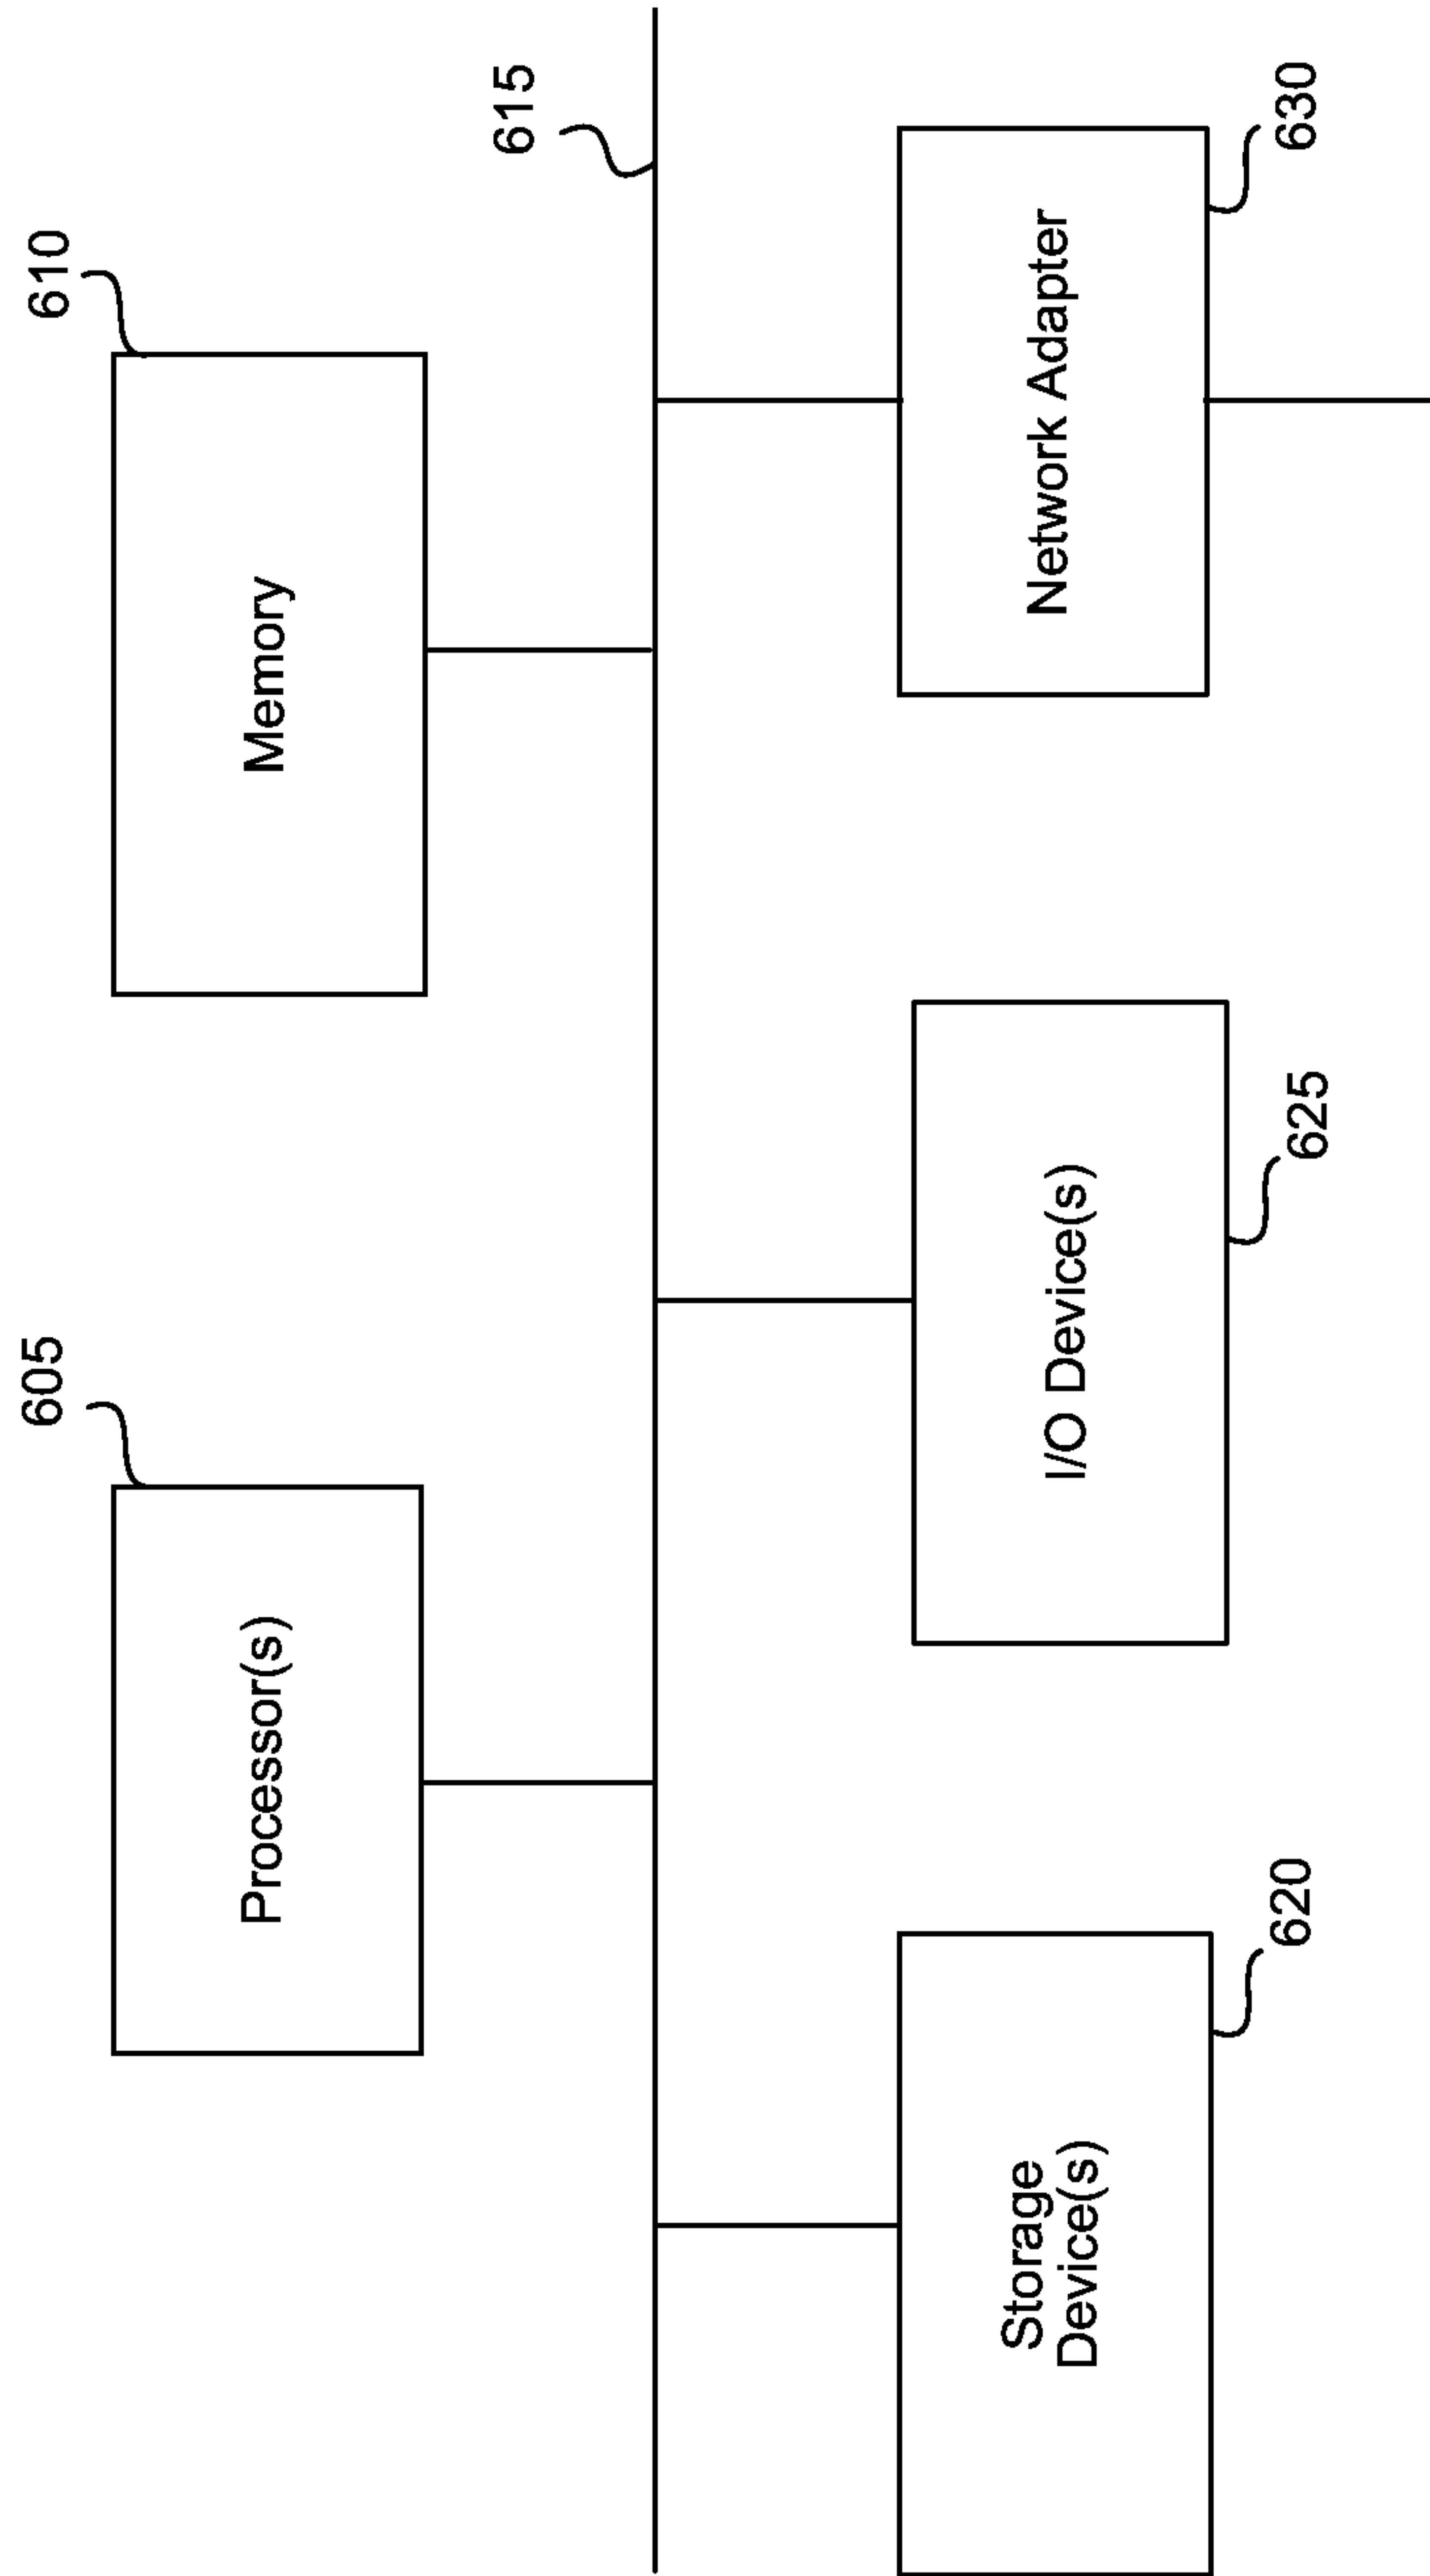 605
610
Processor(s)
Memory
615
Storage
Device(s)
I/O Device(s)
Network Adapter
620
625
630